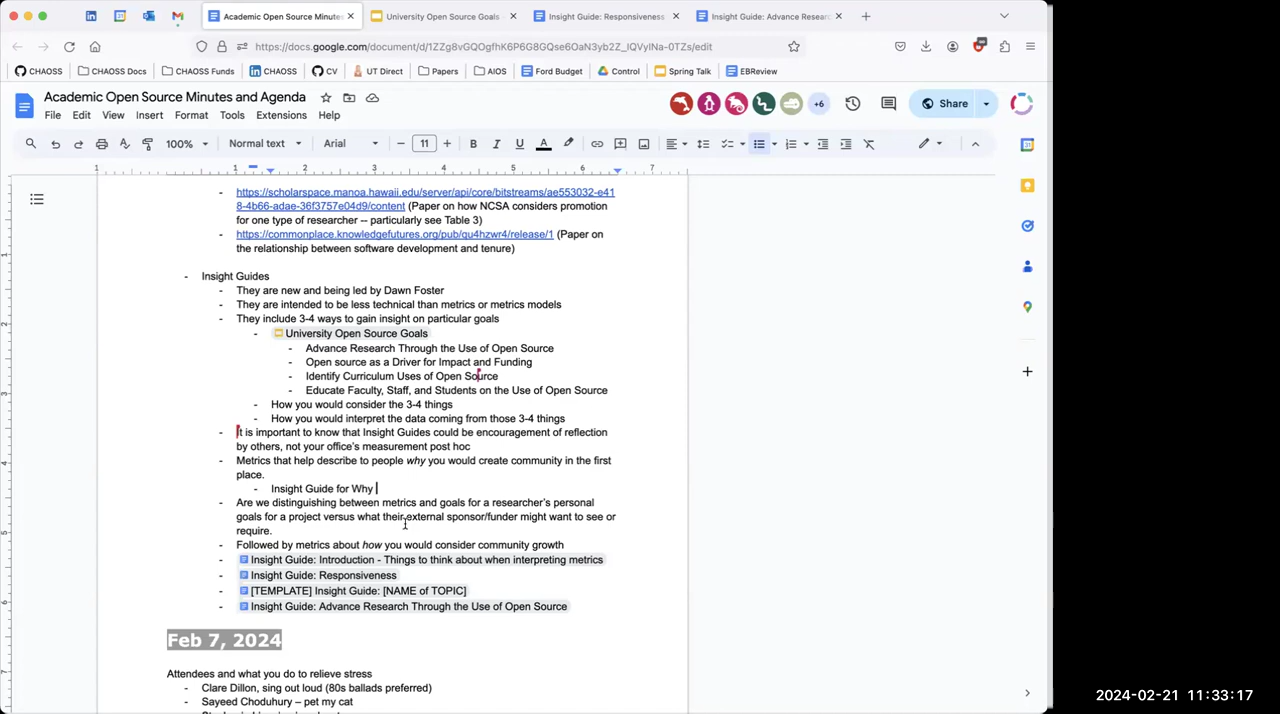 Academic Open Source Minutes
University Open Source Goals -
Insight Guide: Responsiveness
Insight Guide: Advance Researc
https://docs.google.com/document/d/1ZZg8vGQOgfhK6P6G8GQse6OaN3yb2Z_IQVyINa-0TZs/edit
CHAOSS
CHAOSS Docs
CHAOSS Funds
CHAOSS
CV
UT Direct
Papers
AIOS
Ford Budget
Control
Spring Talk
EBReview
Academic Open Source Minutes and Agenda
+6
Share
File Edit View Insert Format Tools Extensions Help
100% Normal text Arial 11
1 1 2 3 4 5 6 7
- https://scholarspace.manoa.hawaii.edu/server/api/core/bitstreams/ae553032-e41
8-4b66-adae-36f3757e04d9/content (Paper on how NCSA considers promotion
for one type of researcher -- particularly see Table 3)
- https://commonplace.knowledgefutures.org/pub/qu4hzwr4/release/1 (Paper on
the relationship between software development and tenure)
- Insight Guides
- They are new and being led by Dawn Foster
- They are intended to be less technical than metrics or metrics models
- They include 3-4 ways to gain insight on particular goals
- University Open Source Goals
- Advance Research Through the Use of Open Source
- Open source as a Driver for Impact and Funding
- Identify Curriculum Uses of Open Source
- Educate Faculty, Staff, and Students on the Use of Open Source
- How you would consider the 3-4 things
- How you would interpret the data coming from those 3-4 things
- It is important to know that Insight Guides could be encouragement of reflection
by others, not your office's measurement post hoc
- Metrics that help describe to people why you would create community in the first
place.
- Insight Guide for Why
- Are we distinguishing between metrics and goals for a researcher's personal
goals for a project versus what their external sponsor/funder might want to see or
require.
- Followed by metrics about how you would consider community growth
- Insight Guide: Introduction - Things to think about when interpreting metrics
- Insight Guide: Responsiveness
- [TEMPLATE] Insight Guide: [NAME of TOPIC]
- Insight Guide: Advance Research Through the Use of Open Source
Feb 7, 2024
Attendees and what you do to relieve stress
- Clare Dillon, sing out loud (80s ballads preferred)
- Sayeed Choduhury – pet my cat
2024-02-21 11:33:17